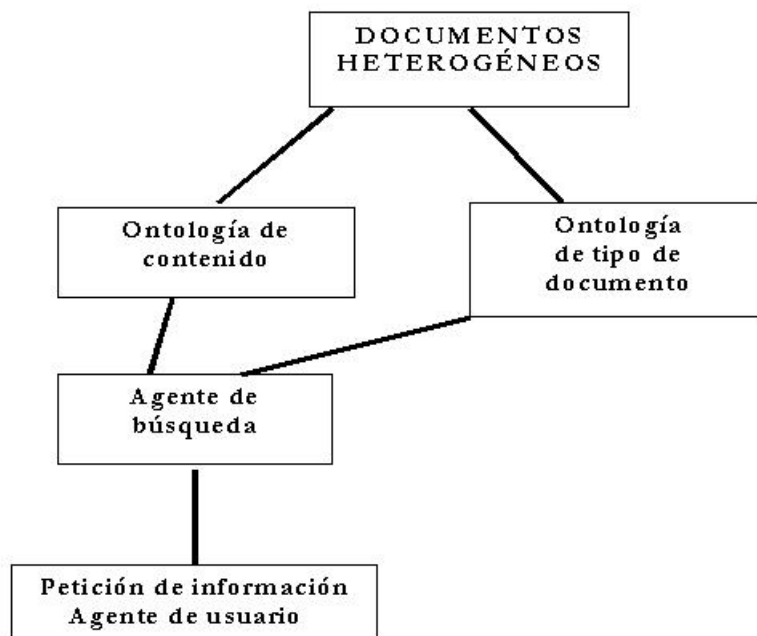 DOCUMENTOS
HETEROGÉNEOS
Ontología de
contenido
Ontología
de tipo de
documento
Agente de
búsqueda
Petición de información
Agente de usuario